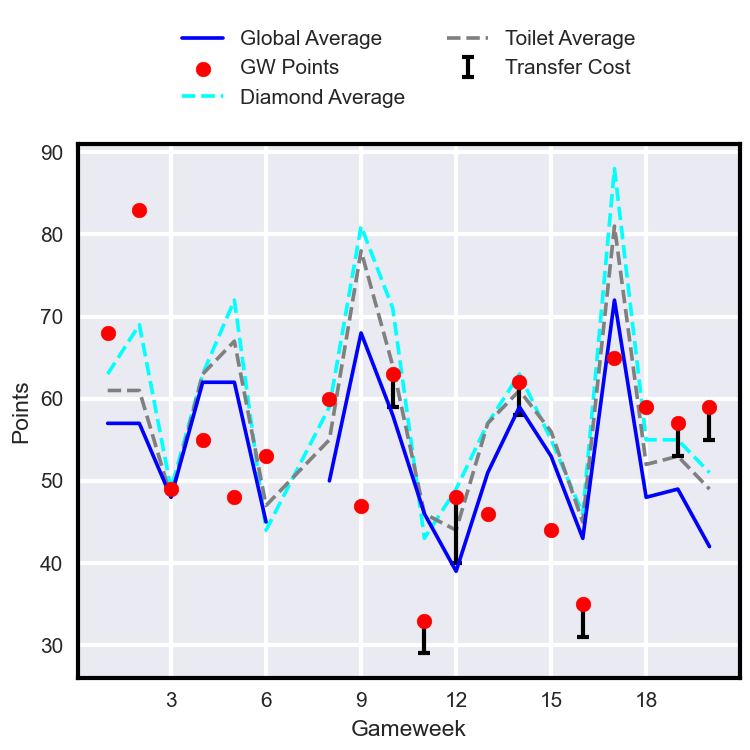 Global Average
GW Points
Diamond Average
Toilet Average
Transfer Cost
90
80
70
60
50
40
30
Points
3 6 9 12 15 18
Gameweek